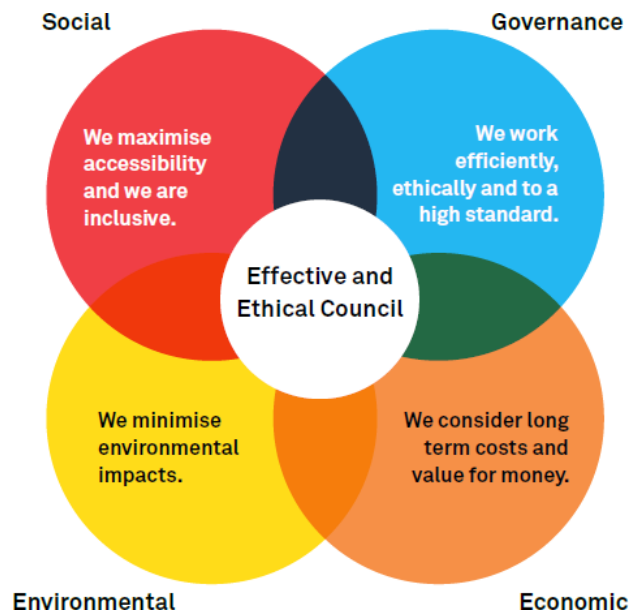 Social
Governance
We maximise
accessibility
and we are
inclusive.
We work
efficiently,
ethically and to a
high standard.
Effective and
Ethical Council
We minimise
environmental
impacts.
We consider long
term costs and
value for money.
Environmental
Economic